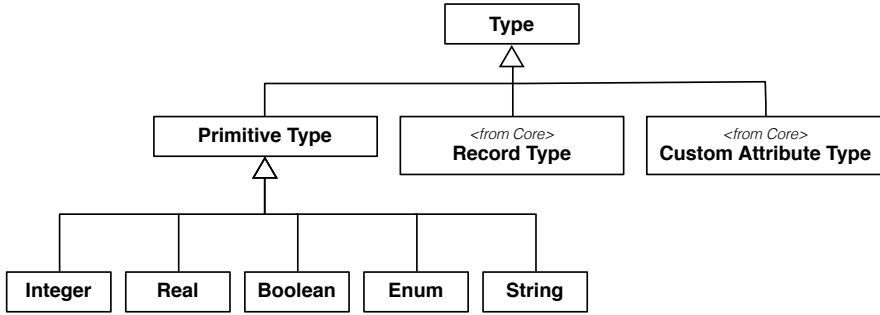 Type
Primitive Type
<from Core>
Record Type
<from Core>
Custom Attribute Type
Integer
Real
Boolean
Enum
String